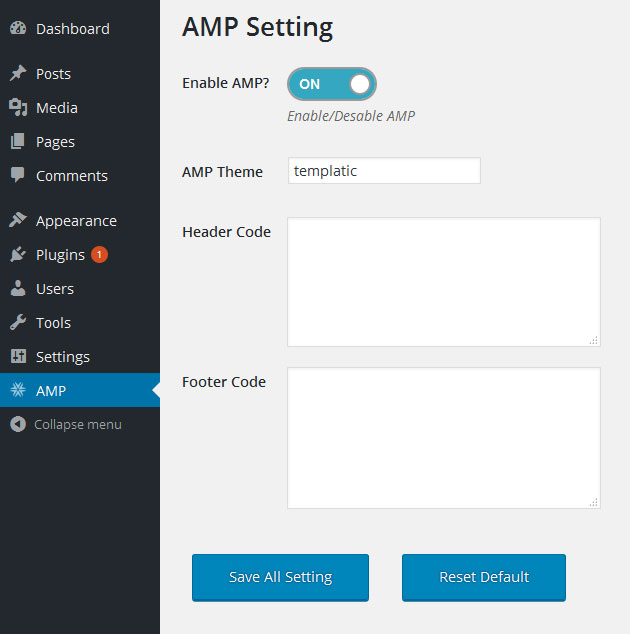 Dashboard
Posts
Media
Pages
Comments
Appearance
Plugins 1
Users
Tools
Settings
AMP
Collapse menu
AMP Setting
Enable AMP? ON
Enable/Desable AMP
AMP Theme templatic
Header Code
Footer Code
Save All Setting Reset Default